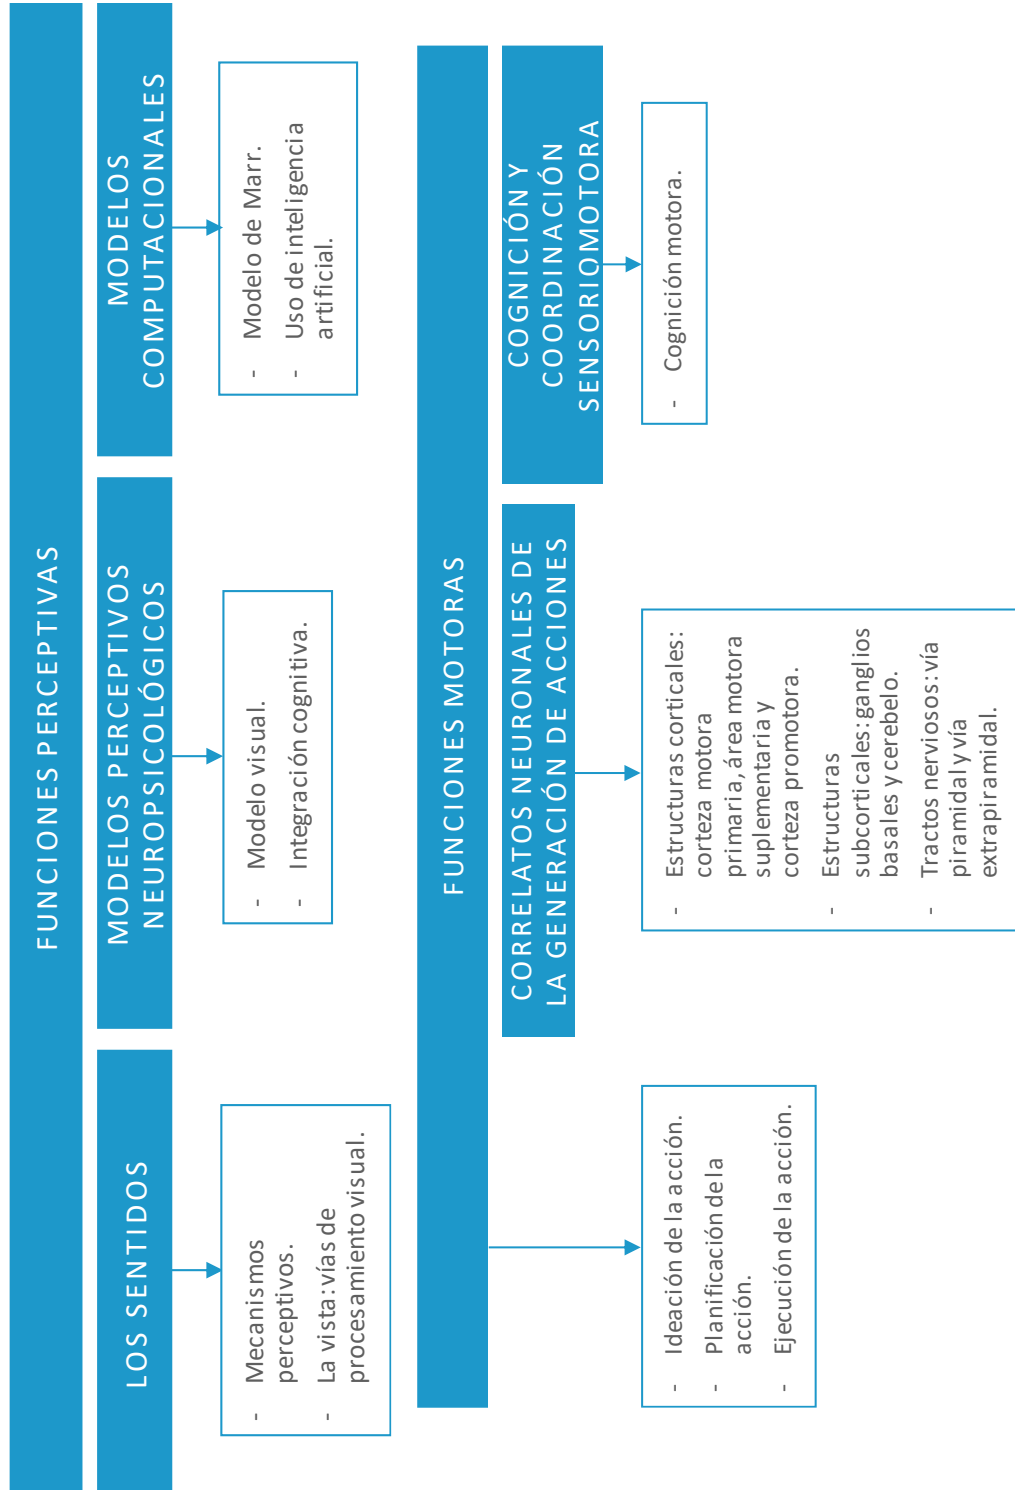 FUNCIONES PERCEPTIVAS
LOS SENTIDOS
- Mecanismos
perceptivos.
- La vista: vías de
procesamiento visual.
MODELOS PERCEPTIVOS
NEUROPSICOLÓGICOS
- Modelo visual.
- Integración cognitiva.
MODELOS
COMPUTACIONALES
- Modelo de Marr.
- Uso de inteligencia
artificial.
FUNCIONES MOTORAS
- Ideación de la acción.
- Planificación de la
acción.
- Ejecución de la acción.
CORRELATOS NEURONALES DE
LA GENERACIÓN DE ACCIONES
- Estructuras corticales:
corteza motora
primaria, área motora
suplementaria y
corteza promotora.
- Estructuras
subcorticales: ganglios
basales y cerebelo.
- Tractos nerviosos: vía
piramidal y vía
extrapiramidal.
COGNICIÓN Y
COORDINACIÓN
SENSORIOMOTORA
- Cognición motora.